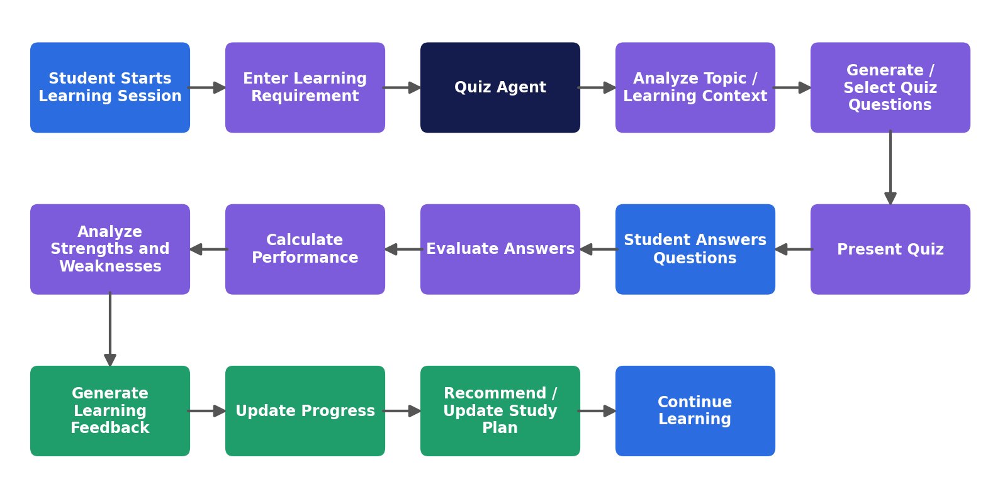 Student Starts
Learning Session
Enter Learning
Requirement
Quiz Agent
Analyze Topic /
Learning Context
Generate /
Select Quiz
Questions
Analyze
Strengths and
Weaknesses
Calculate
Performance
Evaluate Answers
Student Answers
Questions
Present Quiz
Generate
Learning
Feedback
Update Progress
Recommend /
Update Study
Plan
Continue
Learning